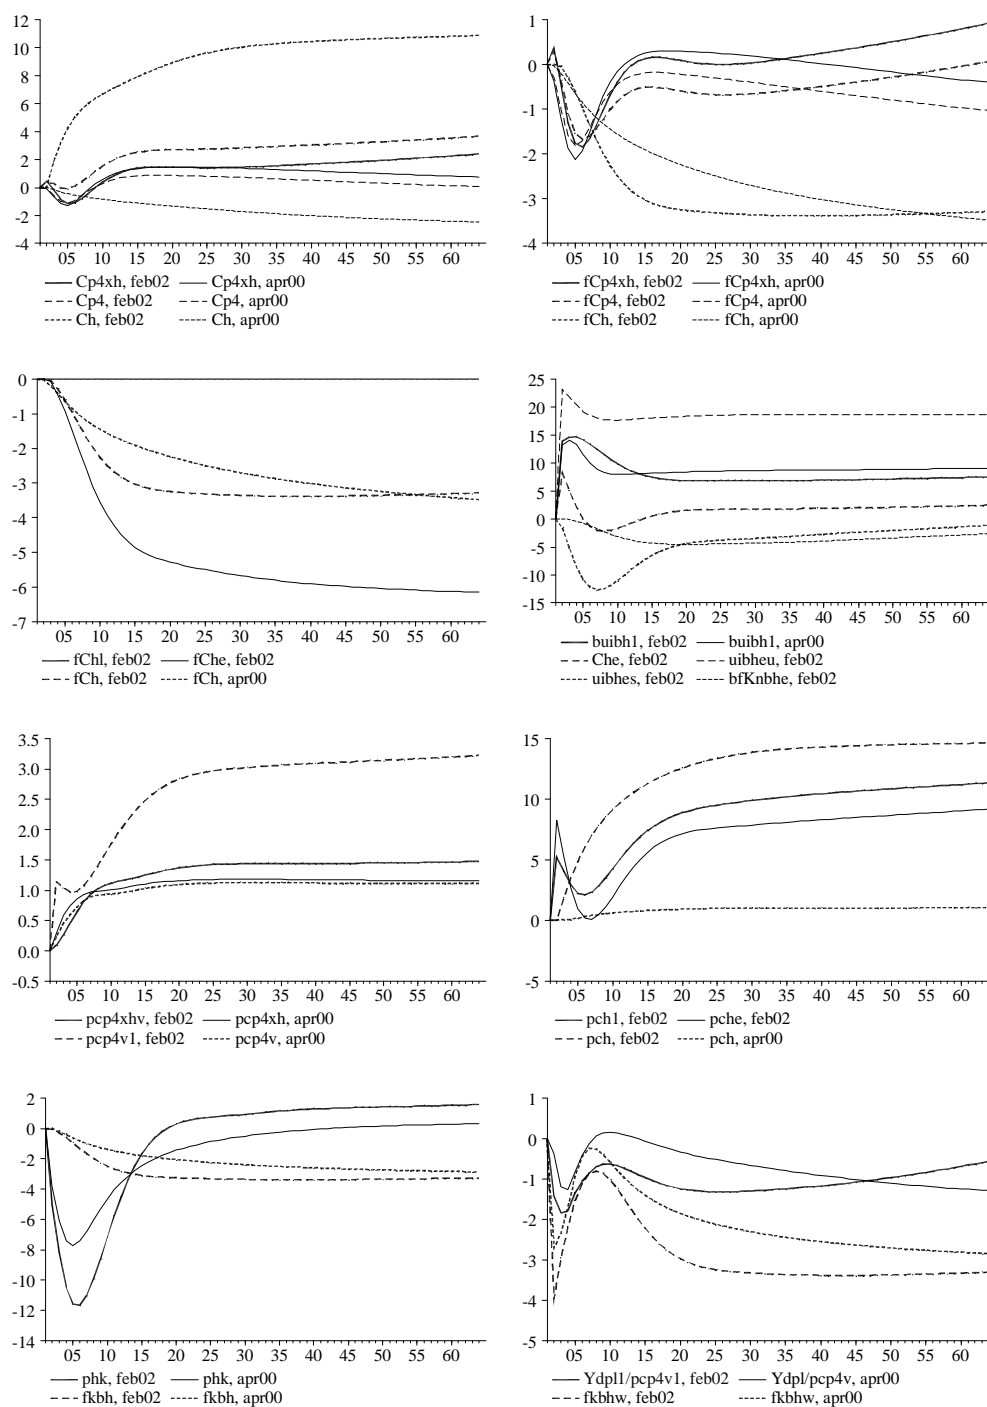 12
10
8
6
4
2
0
-2
-4
05 10 15 20 25 30 35 40 45 50 55 60
Cp4xh, feb02 Cp4xh, apr00
Cp4, feb02 Cp4, apr00
Ch, feb02 Ch, apr00
1
0
-1
-2
-3
-4
05 10 15 20 25 30 35 40 45 50 55 60
fCp4xh, feb02 fCp4xh, apr00
fCp4, feb02 fCp4, apr00
fCh, feb02 fCh, apr00
0
-1
-2
-3
-4
-5
-6
-7
05 10 15 20 25 30 35 40 45 50 55 60
fChl, feb02 fChe, feb02
fCh, feb02 fCh, apr00
25
20
15
10
5
0
-5
-10
-15
05 10 15 20 25 30 35 40 45 50 55 60
buibh1, feb02 buibh1, apr00
Che, feb02 uibheu, feb02
uibhes, feb02 bfKnbhe, feb02
3.5
3.0
2.5
2.0
1.5
1.0
0.5
0.0
-0.5
05 10 15 20 25 30 35 40 45 50 55 60
pcp4xhv, feb02 pcp4xh, apr00
pcp4v1, feb02 pcp4v, apr00
15
10
5
0
-5
05 10 15 20 25 30 35 40 45 50 55 60
pch1, feb02 pche, feb02
pch, feb02 pch, apr00
2
0
-2
-4
-6
-8
-10
-12
-14
05 10 15 20 25 30 35 40 45 50 55 60
phk, feb02 phk, apr00
fkbh, feb02 fkbh, apr00
1
0
-1
-2
-3
-4
-5
05 10 15 20 25 30 35 40 45 50 55 60
Ydpl1/pcp4v1, feb02 Ydpl/pcp4v, apr00
fkbhw, feb02 fkbhw, apr00